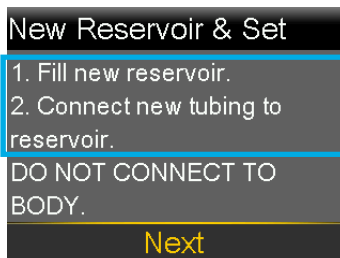 New Reservoir & Set
1. Fill new reservoir.
2. Connect new tubing to
reservoir.
DO NOT CONNECT TO
BODY.
Next